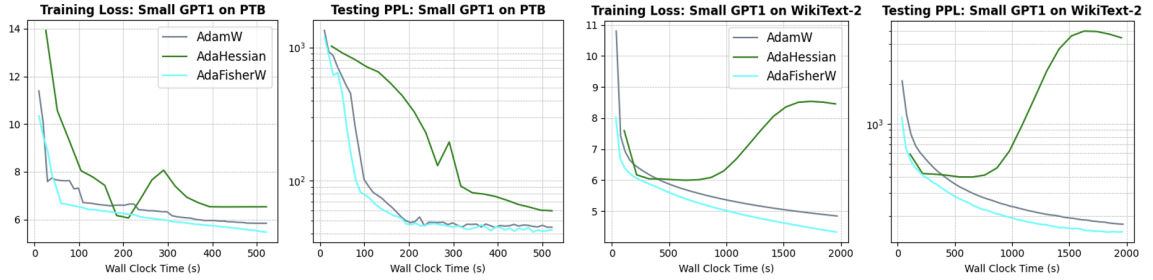 Training Loss: Small GPT1 on PTB
14
12
10
8
6
0 100 200 300 400 500
Wall Clock Time (s)
AdamW
AdaHessian
AdaFisherW
Testing PPL: Small GPT1 on PTB
10³
10²
0 100 200 300 400 500
Wall Clock Time (s)
Training Loss: Small GPT1 on WikiText-2
11
10
9
8
7
6
5
0 500 1000 1500 2000
Wall Clock Time (s)
AdamW
AdaHessian
AdaFisherW
Testing PPL: Small GPT1 on WikiText-2
10³
0 500 1000 1500 2000
Wall Clock Time (s)